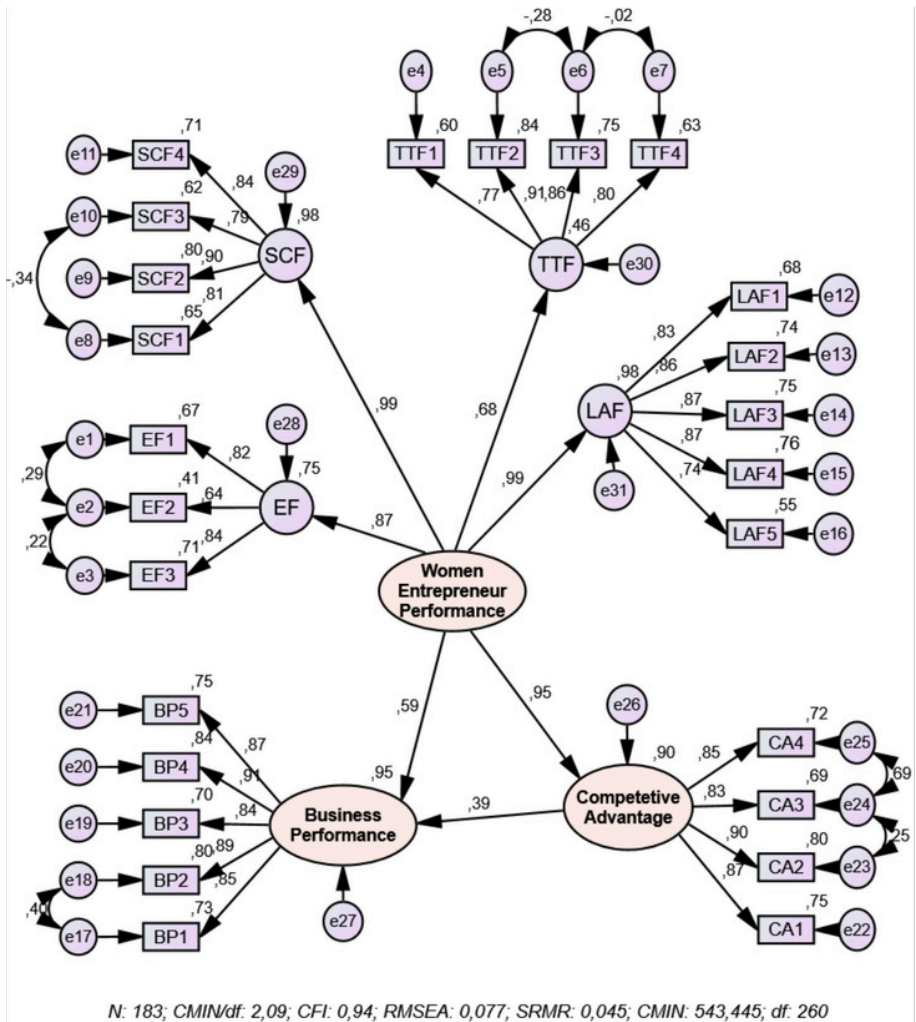 -,28
-,02
e4
e5
e6
e7
,60
,84
,75
,63
TTF1
TTF2
TTF3
TTF4
,77
,91
,86
,80
,46
TTF
e30
,71
e11
SCF4
e29
,84
,98
,62
e10
SCF3
,79
SCF
,80
,90
e9
SCF2
-,34
,81
,65
e8
SCF1
,99
,68
,68
LAF1
e12
,83
,74
LAF2
e13
,86
,98
LAF
,75
LAF3
e14
,87
,76
LAF4
e15
,87
,55
LAF5
e16
,74
,99
e31
,67
e1
EF1
e28
,82
,75
,29
,41
,64
e2
EF2
EF
,22
,71
,84
e3
EF3
,87
Women
Entrepreneur
Performance
,59
,95
,75
e21
BP5
,87
,84
e20
BP4
,91
,95
,70
e19
BP3
,84
Business
Performance
,80
,89
e18
BP2
,85
,40
,73
e17
BP1
e27
,39
e26
,90
Competetive
Advantage
,85
,72
CA4
e25
,69
,83
,69
CA3
e24
,25
,90
,80
CA2
e23
,87
,75
CA1
e22
N: 183; CMIN/df: 2,09; CFI: 0,94; RMSEA: 0,077; SRMR: 0,045; CMIN: 543,445; df: 260